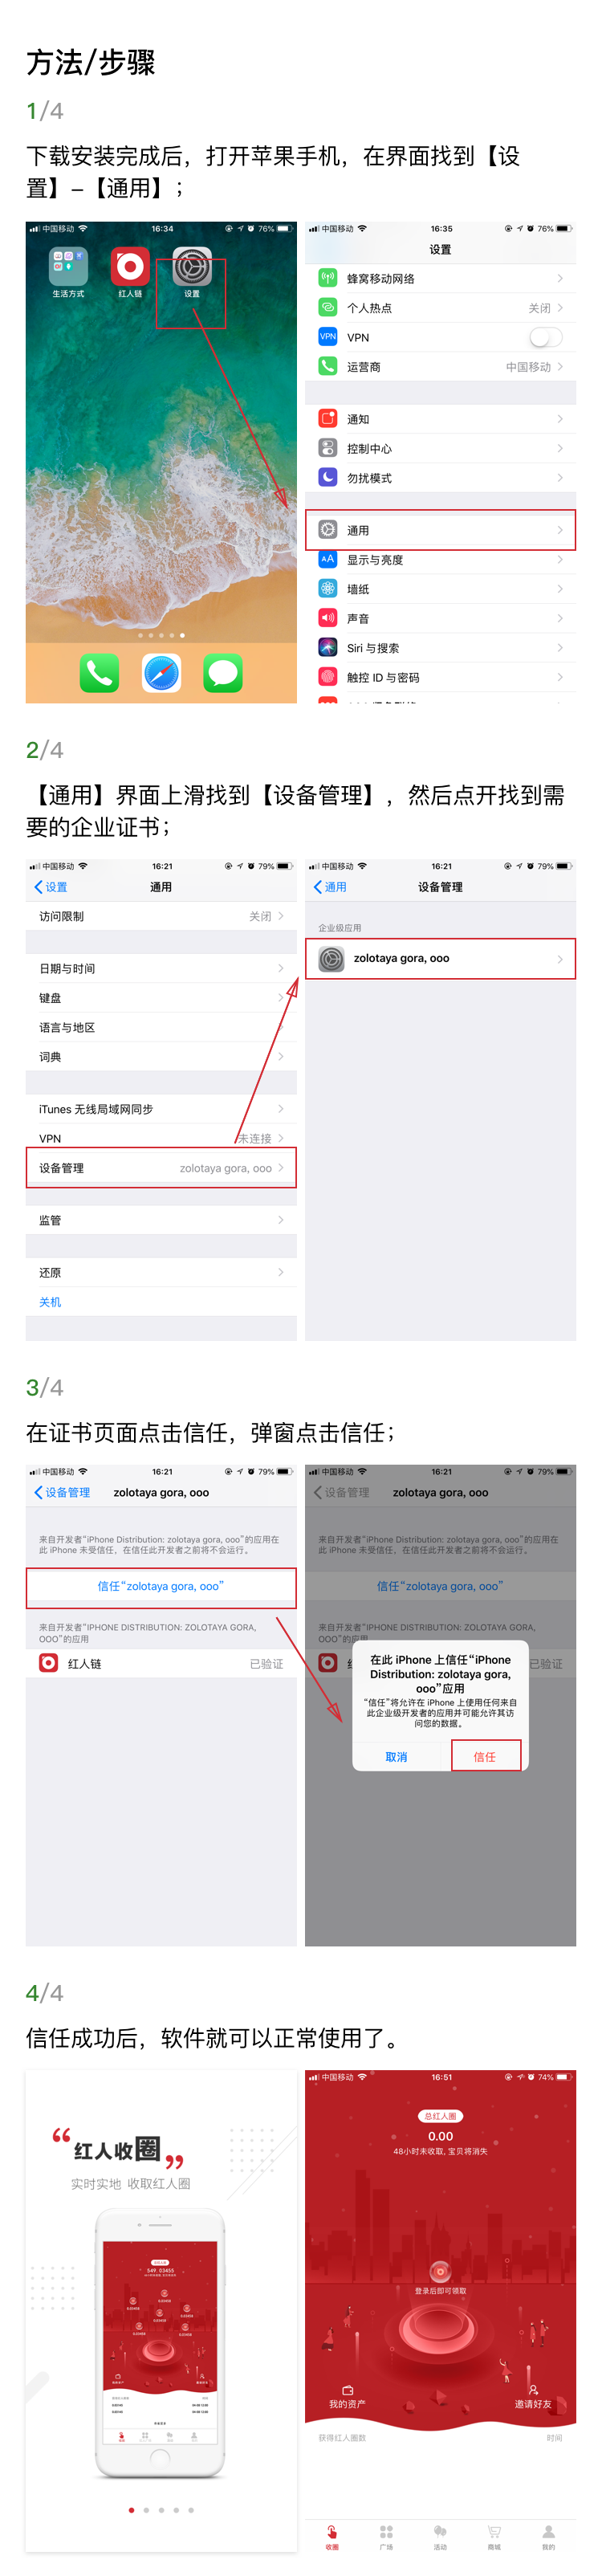 方法/步骤
1/4
下载安装完成后，打开苹果手机，在界面找到【设
置】–【通用】；
中国移动 16:34 76%
生活方式 红人链 设置
中国移动 16:35 76%
设置
蜂窝移动网络
个人热点 关闭
VPN VPN
运营商 中国移动
通知
控制中心
勿扰模式
通用
AA 显示与亮度
墙纸
声音
Siri 与搜索
触控 ID 与密码
2/4
【通用】界面上滑找到【设备管理】，然后点开找到需
要的企业证书；
中国移动 16:21 79%
设置 通用
访问限制 关闭
日期与时间
键盘
语言与地区
词典
iTunes 无线局域网同步
VPN 未连接
设备管理 zolotaya gora, ooo
监管
还原
关机
中国移动 16:21 79%
通用 设备管理
企业级应用
zolotaya gora, ooo
3/4
在证书页面点击信任，弹窗点击信任；
中国移动 16:21 79%
设备管理 zolotaya gora, ooo
来自开发者“iPhone Distribution: zolotaya gora, ooo”的应用在
此 iPhone 未受信任，在信任此开发者之前将不会运行。
信任“zolotaya gora, ooo”
来自开发者“IPHONE DISTRIBUTION: ZOLOTAYA GORA,
OOO”的应用
红人链 已验证
中国移动 16:21 79%
设备管理 zolotaya gora, ooo
来自开发者“iPhone Distribution: zolotaya gora, ooo”的应用在
此 iPhone 未受信任，在信任此开发者之前将不会运行。
信任“zolotaya gora, ooo”
来自开发者“IPHONE DISTRIBUTION: ZOLOTAYA GORA,
OOO”的应用
已验证
在此 iPhone 上信任“iPhone
Distribution: zolotaya gora,
ooo”应用
“信任”将允许在 iPhone 上使用任何来自
此企业级开发者的应用并可能允许其访
问您的数据。
取消 信任
4/4
信任成功后，软件就可以正常使用了。
“红人收圈”
实时实地 收取红人圈
中国移动 16:51 74%
总红人圈
0.00
48小时未收取, 宝贝将消失
登录后即可领取
我的资产 邀请好友
获得红人圈数 时间
收圈 广场 活动 商城 我的